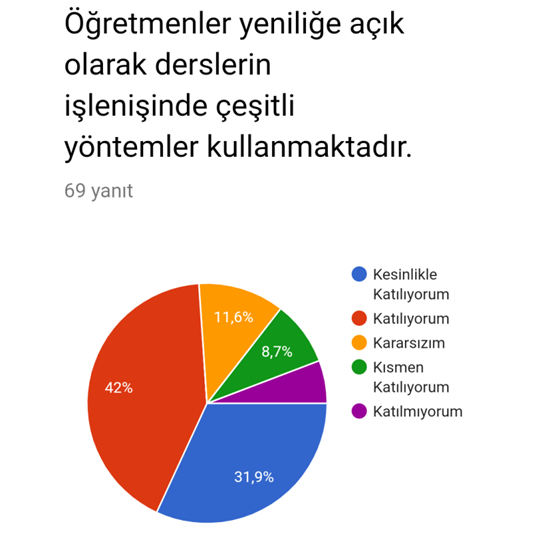 Öğretmenler yeniliğe açık
olarak derslerin
işlenişinde çeşitli
yöntemler kullanmaktadır.
69 yanıt
Kesinlikle
Katılıyorum
Katılıyorum
Kararsızım
Kısmen
Katılıyorum
Katılmıyorum
11,6%
8,7%
42%
31,9%